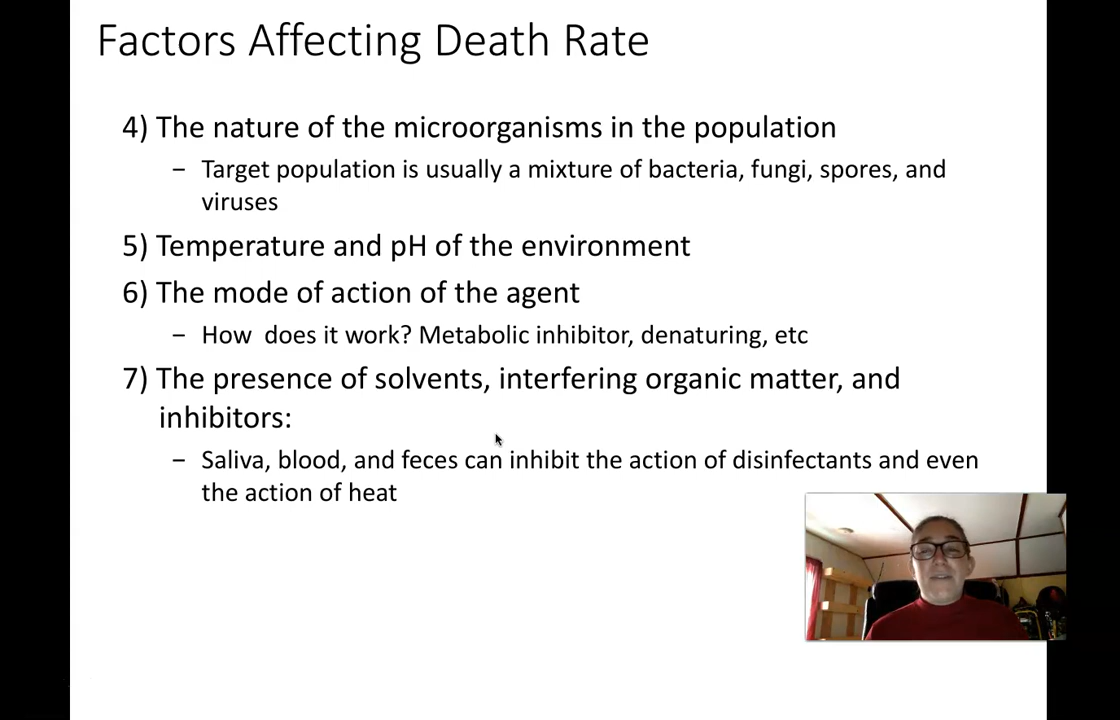 Factors Affecting Death Rate
4) The nature of the microorganisms in the population
– Target population is usually a mixture of bacteria, fungi, spores, and
viruses
5) Temperature and pH of the environment
6) The mode of action of the agent
– How  does it work? Metabolic inhibitor, denaturing, etc
7) The presence of solvents, interfering organic matter, and
inhibitors:
– Saliva, blood, and feces can inhibit the action of disinfectants and even
the action of heat